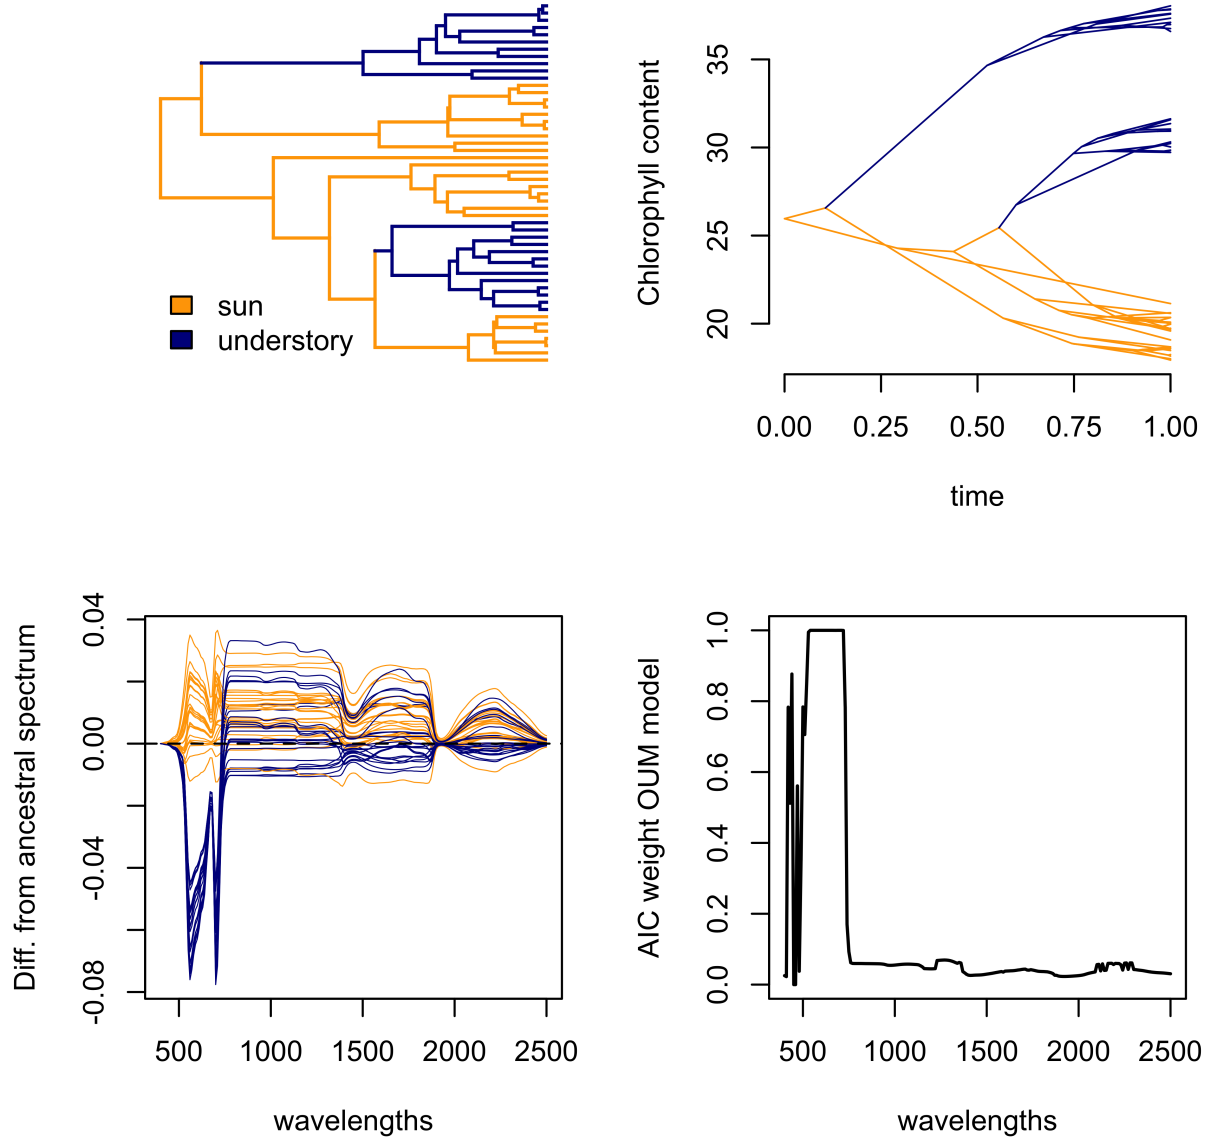 sun
understory
Chlorophyll content
35
30
25
20
0.00 0.25 0.50 0.75 1.00
time
Diff. from ancestral spectrum
0.04
0.00
-0.04
-0.08
500 1000 1500 2000 2500
wavelengths
AIC weight OUM model
1.0
0.8
0.6
0.4
0.2
0.0
500 1000 1500 2000 2500
wavelengths